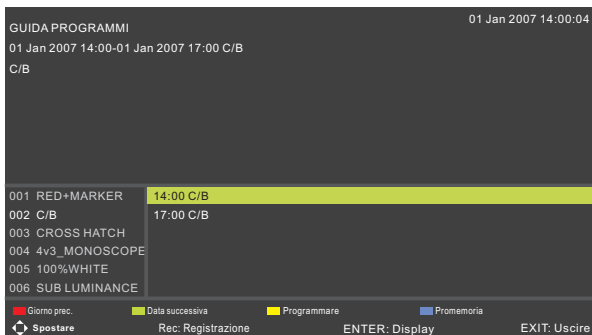 GUIDA PROGRAMMI
01 Jan 2007 14:00:04
01 Jan 2007 14:00-01 Jan 2007 17:00 C/B
C/B
001 RED+MARKER
14:00 C/B
002 C/B
17:00 C/B
003 CROSS HATCH
004 4v3_MONOSCOPE
005 100%WHITE
006 SUB LUMINANCE
Giorno prec.
Data successiva
Programmare
Promemoria
Spostare
Rec: Registrazione
ENTER: Display
EXIT: Uscire